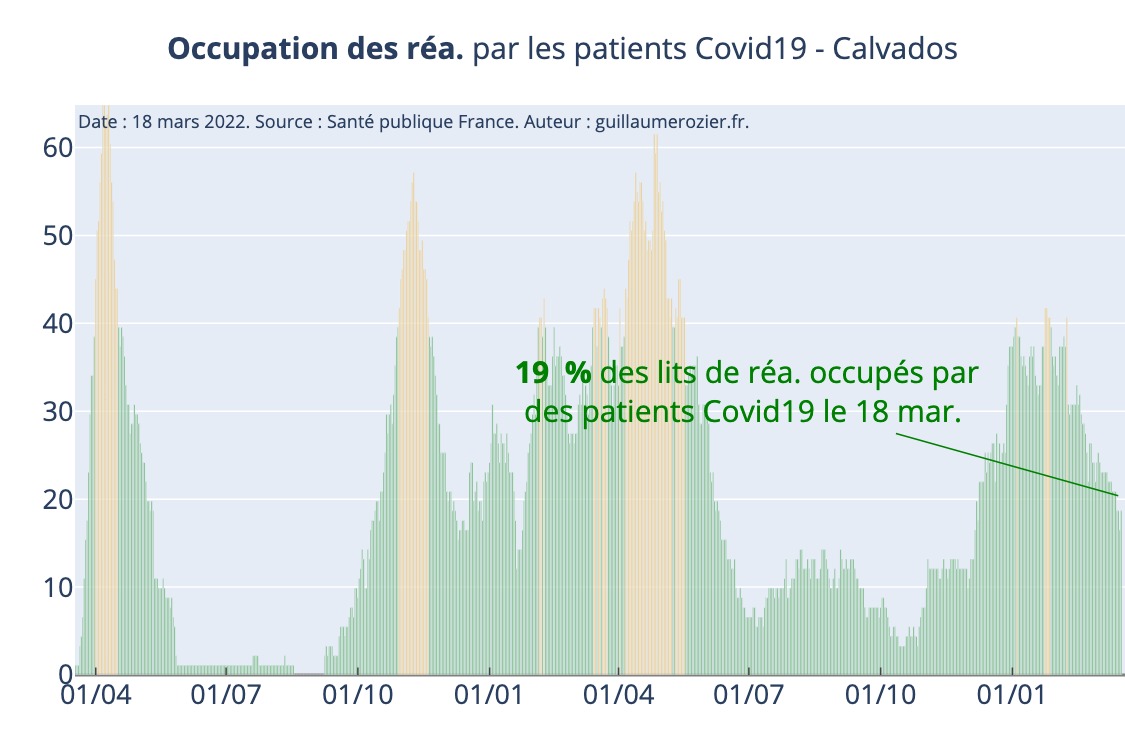 Occupation des réa. par les patients Covid19 - Calvados
Date : 18 mars 2022. Source : Santé publique France. Auteur : guillaumerozier.fr.
60
50
40
19 % des lits de réa. occupés par
des patients Covid19 le 18 mar.
30
20
10
0
01/04 01/07 01/10 01/01 01/04 01/07 01/10 01/01